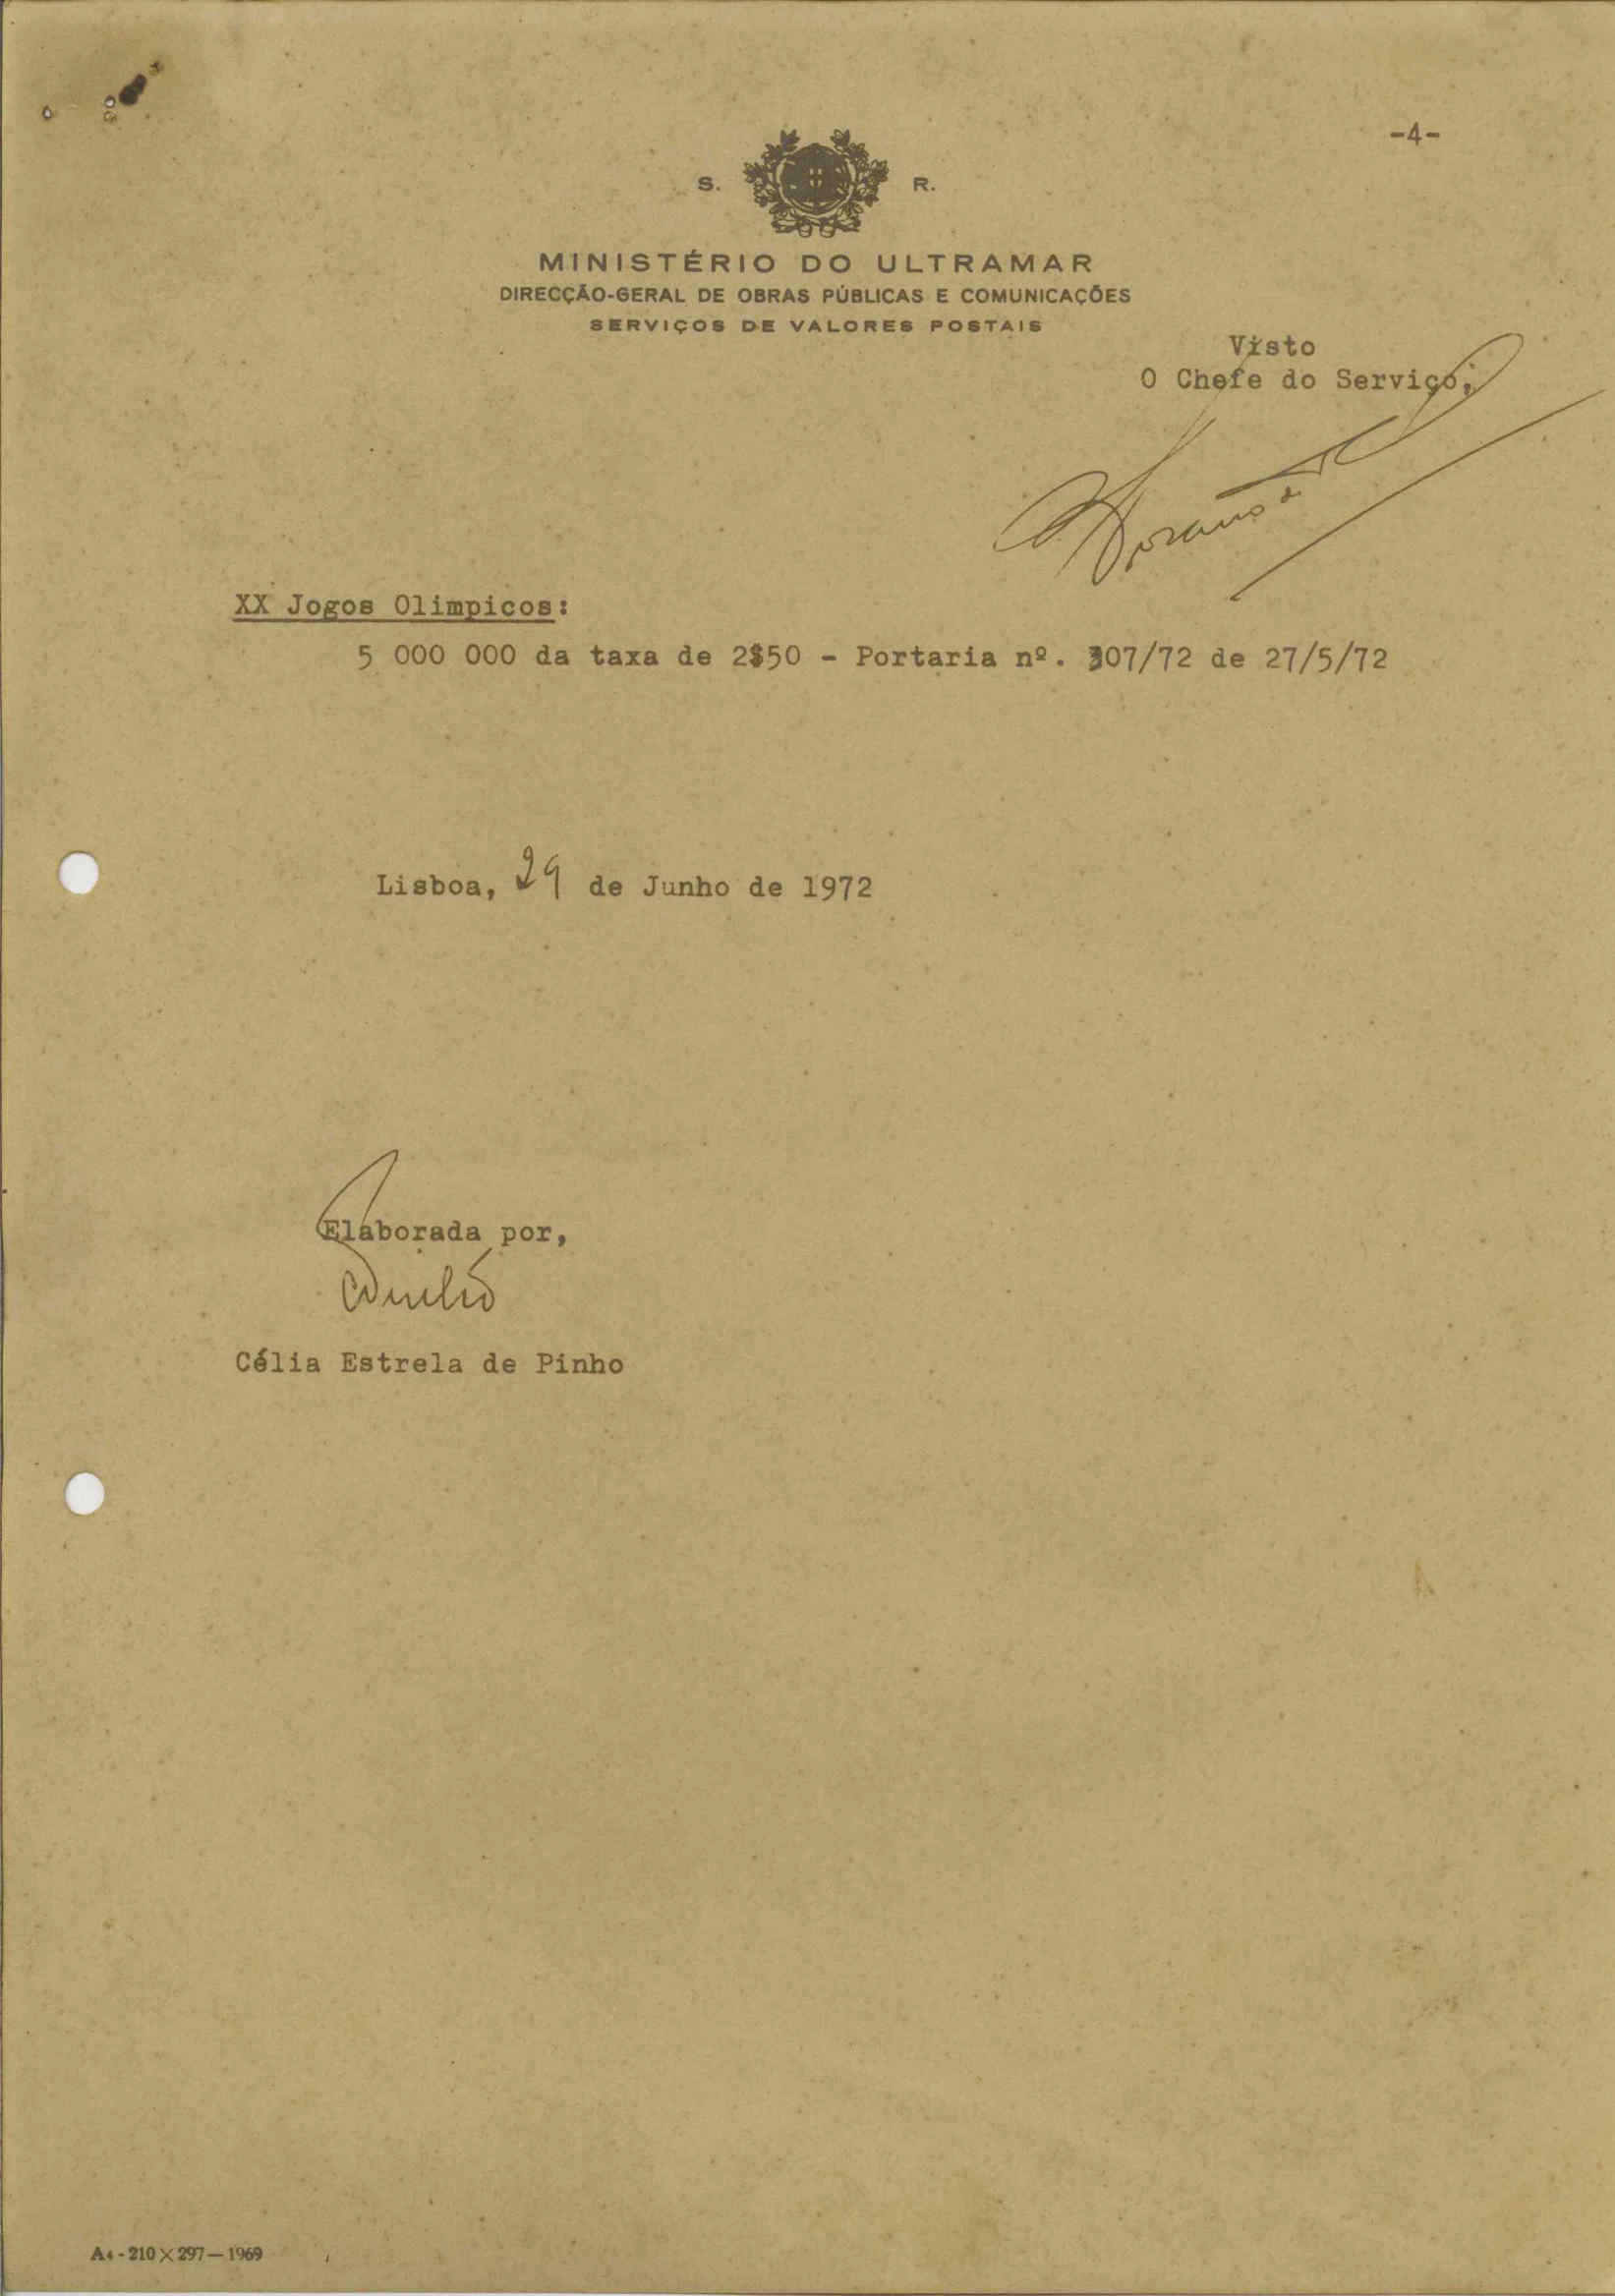 -4-
S. R.
MINISTÉRIO DO ULTRAMAR
DIRECÇÃO-GERAL DE OBRAS PÚBLICAS E COMUNICAÇÕES
SERVIÇOS DE VALORES POSTAIS
Visto
O Chefe do Serviço,
XX Jogos Olimpicos:
5 000 000 da taxa de 2$50 - Portaria nº. 307/72 de 27/5/72
Lisboa, 29 de Junho de 1972
Elaborada por,
Célia Estrela de Pinho
A4 - 210 X 297 — 1969